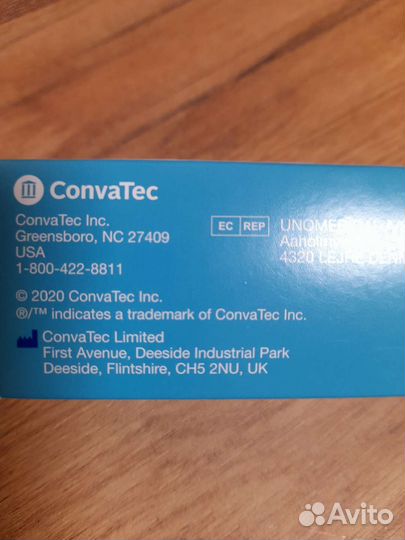 ConvaTec
ConvaTec Inc.
Greensboro, NC 27409
USA
1-800-422-8811
EC REP
4320
© 2020 ConvaTec Inc.
®/™ indicates a trademark of ConvaTec Inc.
ConvaTec Limited
First Avenue, Deeside Industrial Park
Deeside, Flintshire, CH5 2NU, UK
Avito